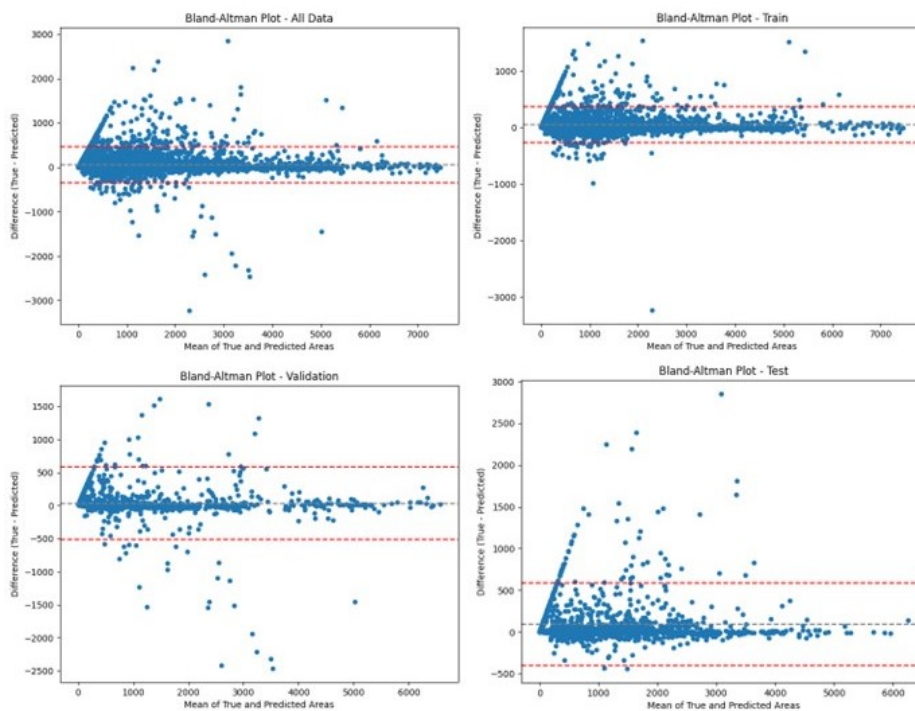 Bland-Altman Plot - All Data
3000
2000
1000
0
−1000
−2000
−3000
Difference (True - Predicted)
0 1000 2000 3000 4000 5000 6000 7000
Mean of True and Predicted Areas
Bland-Altman Plot - Train
1000
0
−1000
−2000
−3000
Difference (True - Predicted)
0 1000 2000 3000 4000 5000 6000 7000
Mean of True and Predicted Areas
Bland-Altman Plot - Validation
1500
1000
500
0
−500
−1000
−1500
−2000
−2500
Difference (True - Predicted)
0 1000 2000 3000 4000 5000 6000
Mean of True and Predicted Areas
Bland-Altman Plot - Test
3000
2500
2000
1500
1000
500
0
−500
Difference (True - Predicted)
0 1000 2000 3000 4000 5000 6000
Mean of True and Predicted Areas